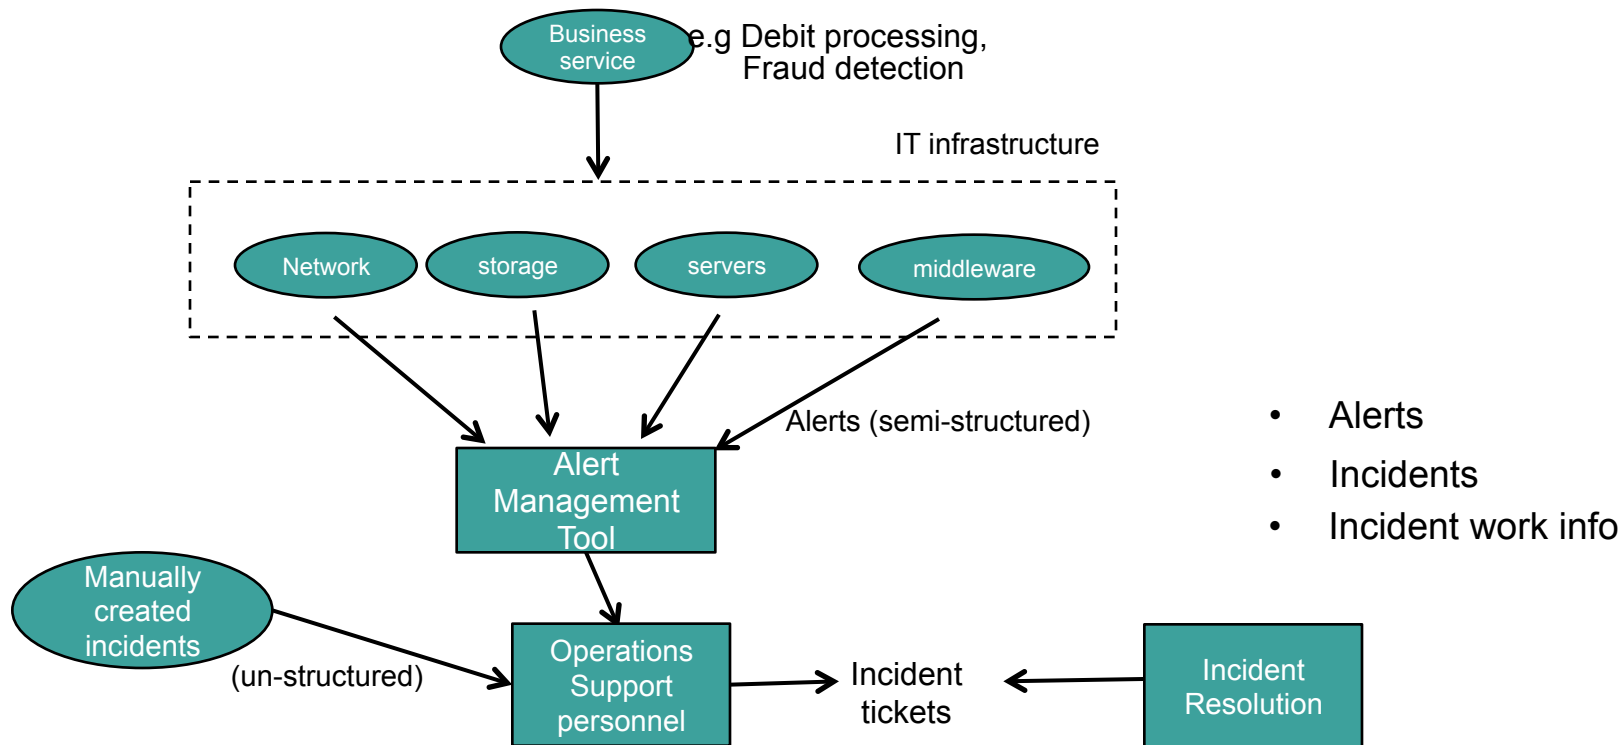 Business
service
e.g Debit processing,
Fraud detection
IT infrastructure
Network
storage
servers
middleware
Alerts (semi-structured)
Alert
Management
Tool
• Alerts
• Incidents
• Incident work info
Manually
created
incidents
(un-structured)
Operations
Support
personnel
Incident
tickets
Incident
Resolution